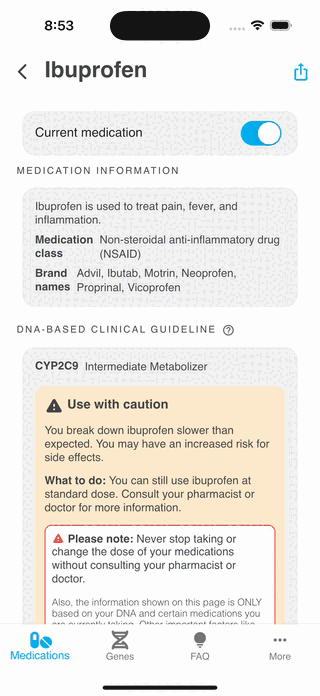 8:53
Ibuprofen
Current medication
MEDICATION INFORMATION
Ibuprofen is used to treat pain, fever, and
inflammation.
Medication Non-steroidal anti-inflammatory drug
class (NSAID)
Brand Advil, Ibutab, Motrin, Neoprofen,
names Proprinal, Vicoprofen
DNA-BASED CLINICAL GUIDELINE ?
CYP2C9 Intermediate Metabolizer
Use with caution
You break down ibuprofen slower than
expected. You may have an increased risk for
side effects.
What to do: You can still use ibuprofen at
standard dose. Consult your pharmacist or
doctor for more information.
Please note: Never stop taking or
change the dose of your medications
without consulting your pharmacist or
doctor.
Also, the information shown on this page is ONLY
based on your DNA and certain medications you
are currently taking. Other important factors like
Medications
Genes
FAQ
More